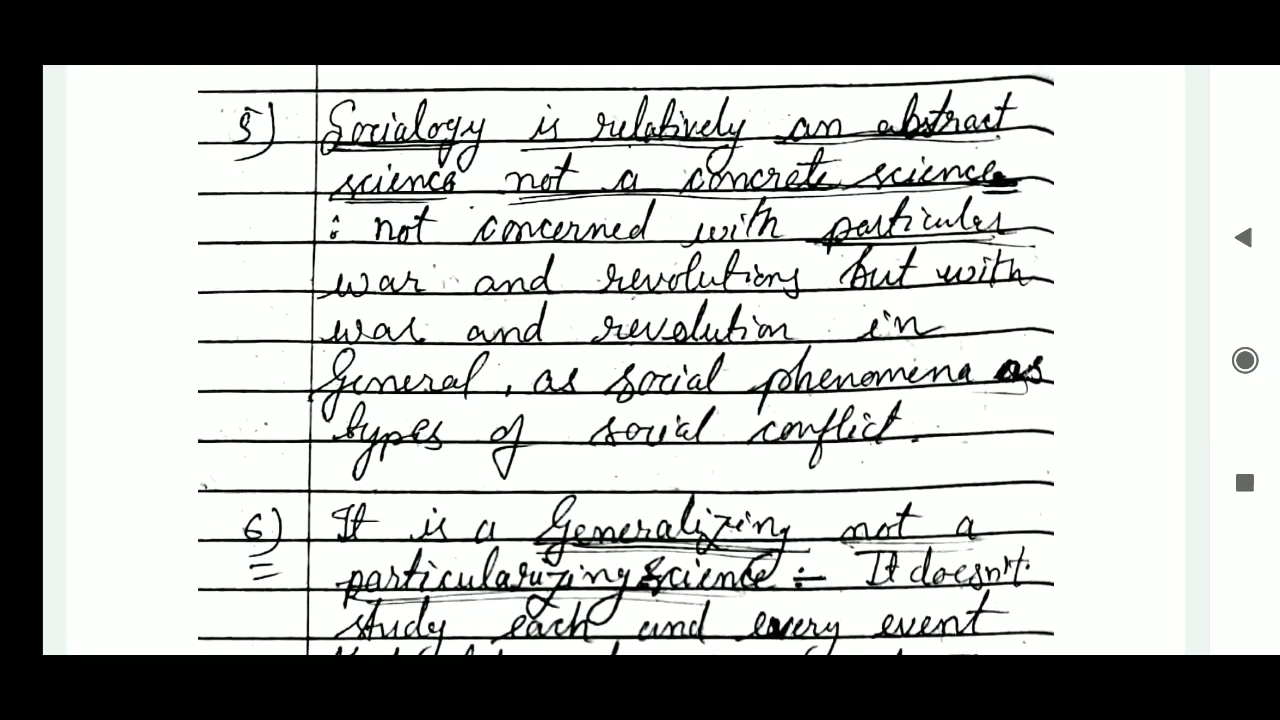 5) Socialogy is relatively an abstract
science not a concrete science
: not concerned with particular
war and revolutions but with
war and revolution in
General, as social phenomena as
types of social conflict.
6) It is a Generalizing not a
particularizing science :- It doesn't
study each and every event